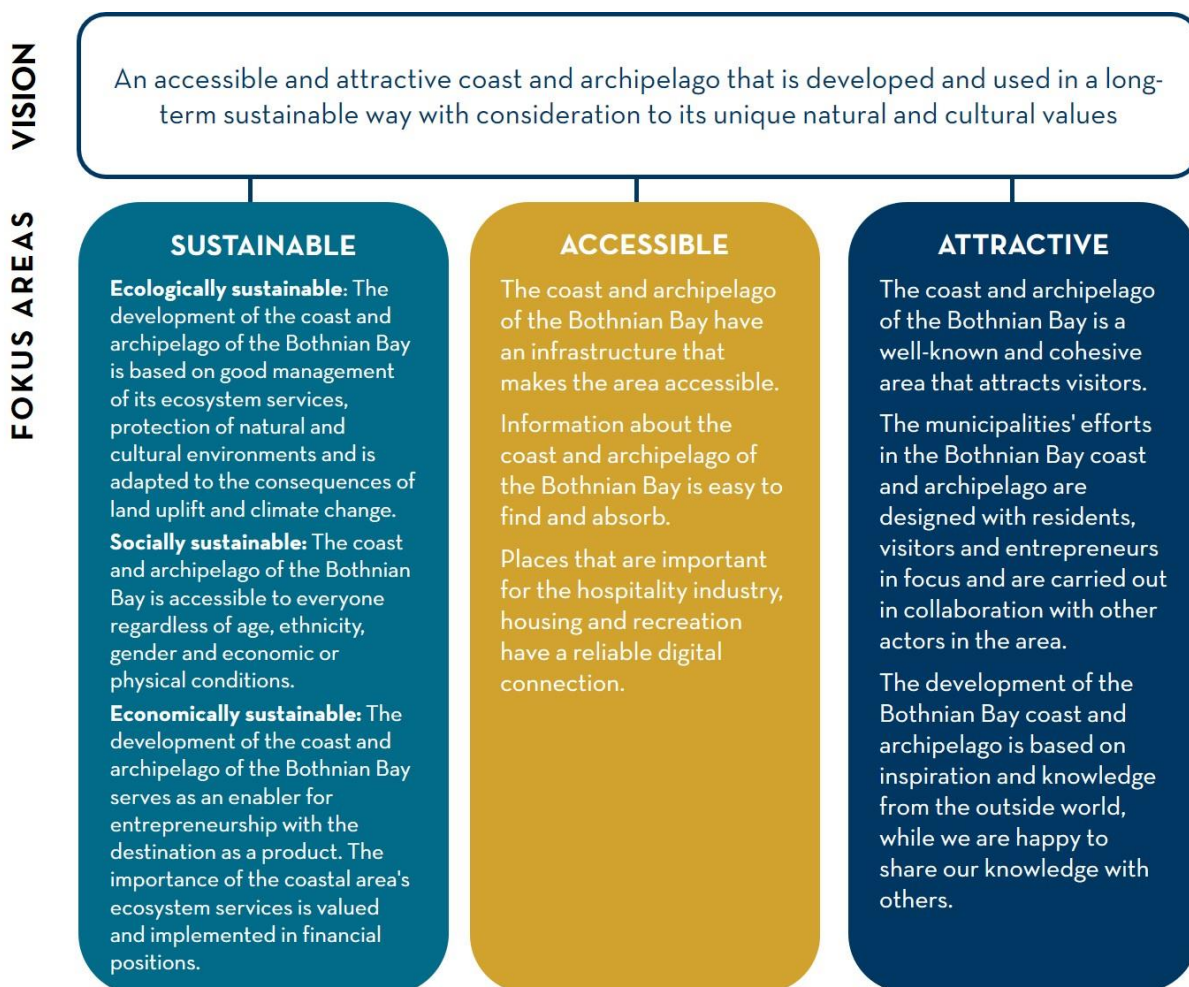 VISION
An accessible and attractive coast and archipelago that is developed and used in a long-
term sustainable way with consideration to its unique natural and cultural values
FOKUS AREAS
SUSTAINABLE
Ecologically sustainable: The
development of the coast and
archipelago of the Bothnian Bay
is based on good management
of its ecosystem services,
protection of natural and
cultural environments and is
adapted to the consequences of
land uplift and climate change.
Socially sustainable: The coast
and archipelago of the Bothnian
Bay is accessible to everyone
regardless of age, ethnicity,
gender and economic or
physical conditions.
Economically sustainable: The
development of the coast and
archipelago of the Bothnian Bay
serves as an enabler for
entrepreneurship with the
destination as a product. The
importance of the coastal area's
ecosystem services is valued
and implemented in financial
positions.
ACCESSIBLE
The coast and archipelago
of the Bothnian Bay have
an infrastructure that
makes the area accessible.
Information about the
coast and archipelago of
the Bothnian Bay is easy to
find and absorb.
Places that are important
for the hospitality industry,
housing and recreation
have a reliable digital
connection.
ATTRACTIVE
The coast and archipelago
of the Bothnian Bay is a
well-known and cohesive
area that attracts visitors.
The municipalities' efforts
in the Bothnian Bay coast
and archipelago are
designed with residents,
visitors and entrepreneurs
in focus and are carried out
in collaboration with other
actors in the area.
The development of the
Bothnian Bay coast and
archipelago is based on
inspiration and knowledge
from the outside world,
while we are happy to
share our knowledge with
others.